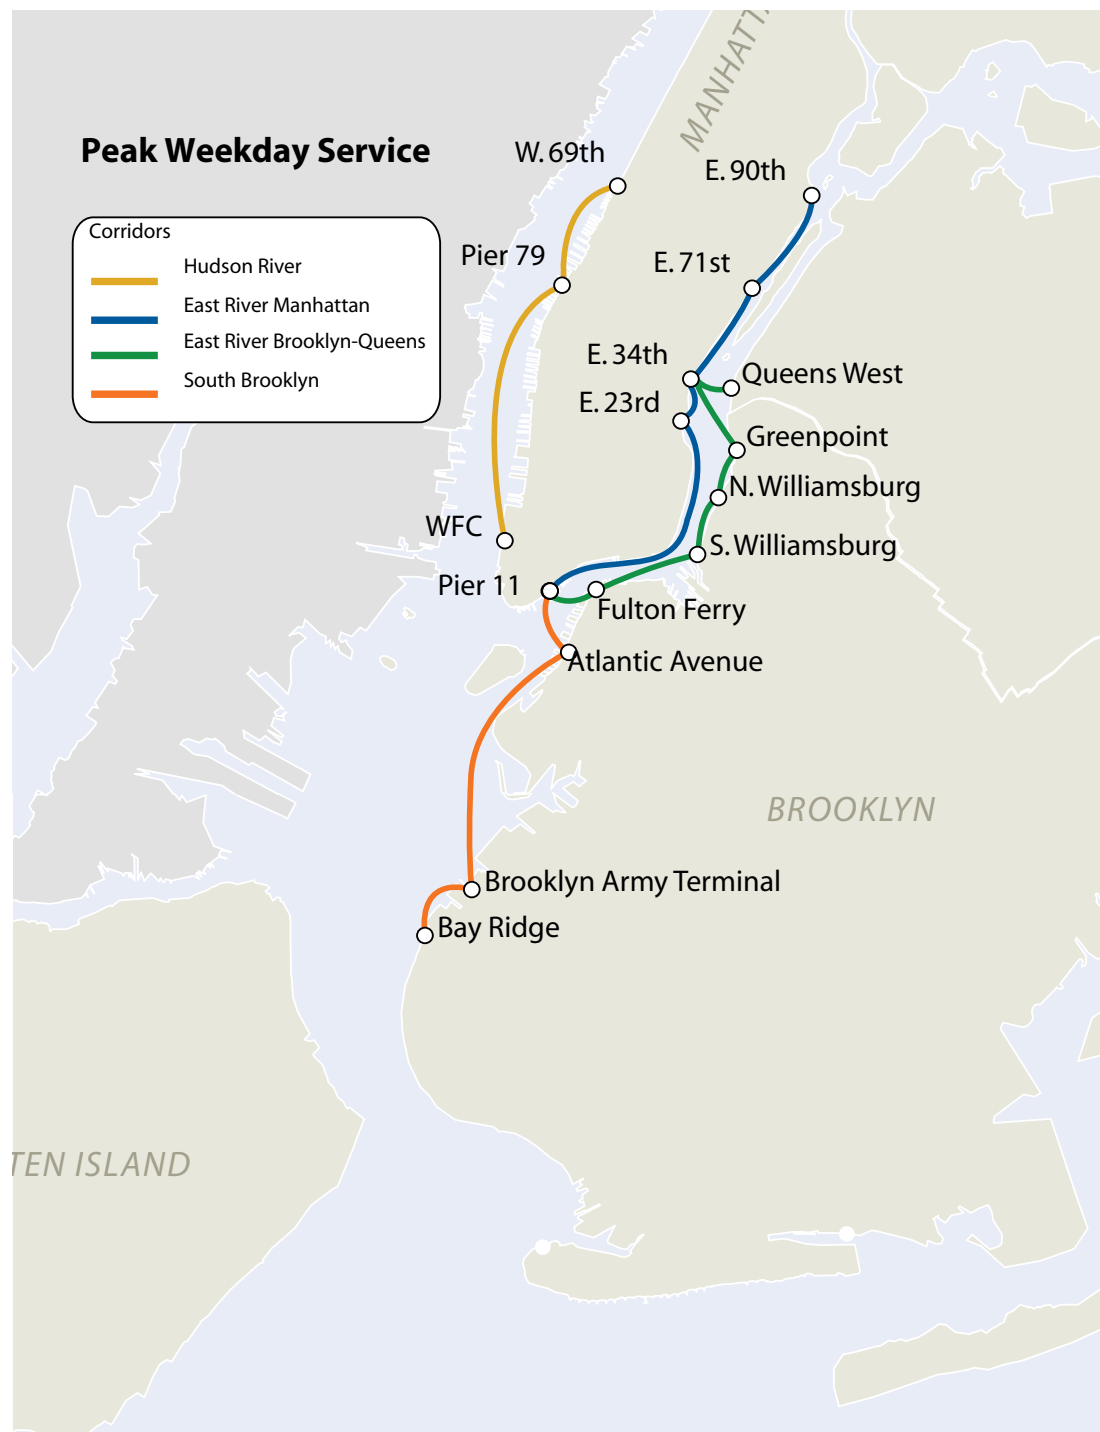 MANHATT
Peak Weekday Service
W. 69th
E. 90th
Corridors
Hudson River
East River Manhattan
East River Brooklyn-Queens
South Brooklyn
Pier 79
E. 71st
E. 34th
Queens West
E. 23rd
Greenpoint
N. Williamsburg
WFC
S. Williamsburg
Pier 11
Fulton Ferry
Atlantic Avenue
BROOKLYN
Brooklyn Army Terminal
Bay Ridge
TEN ISLAND